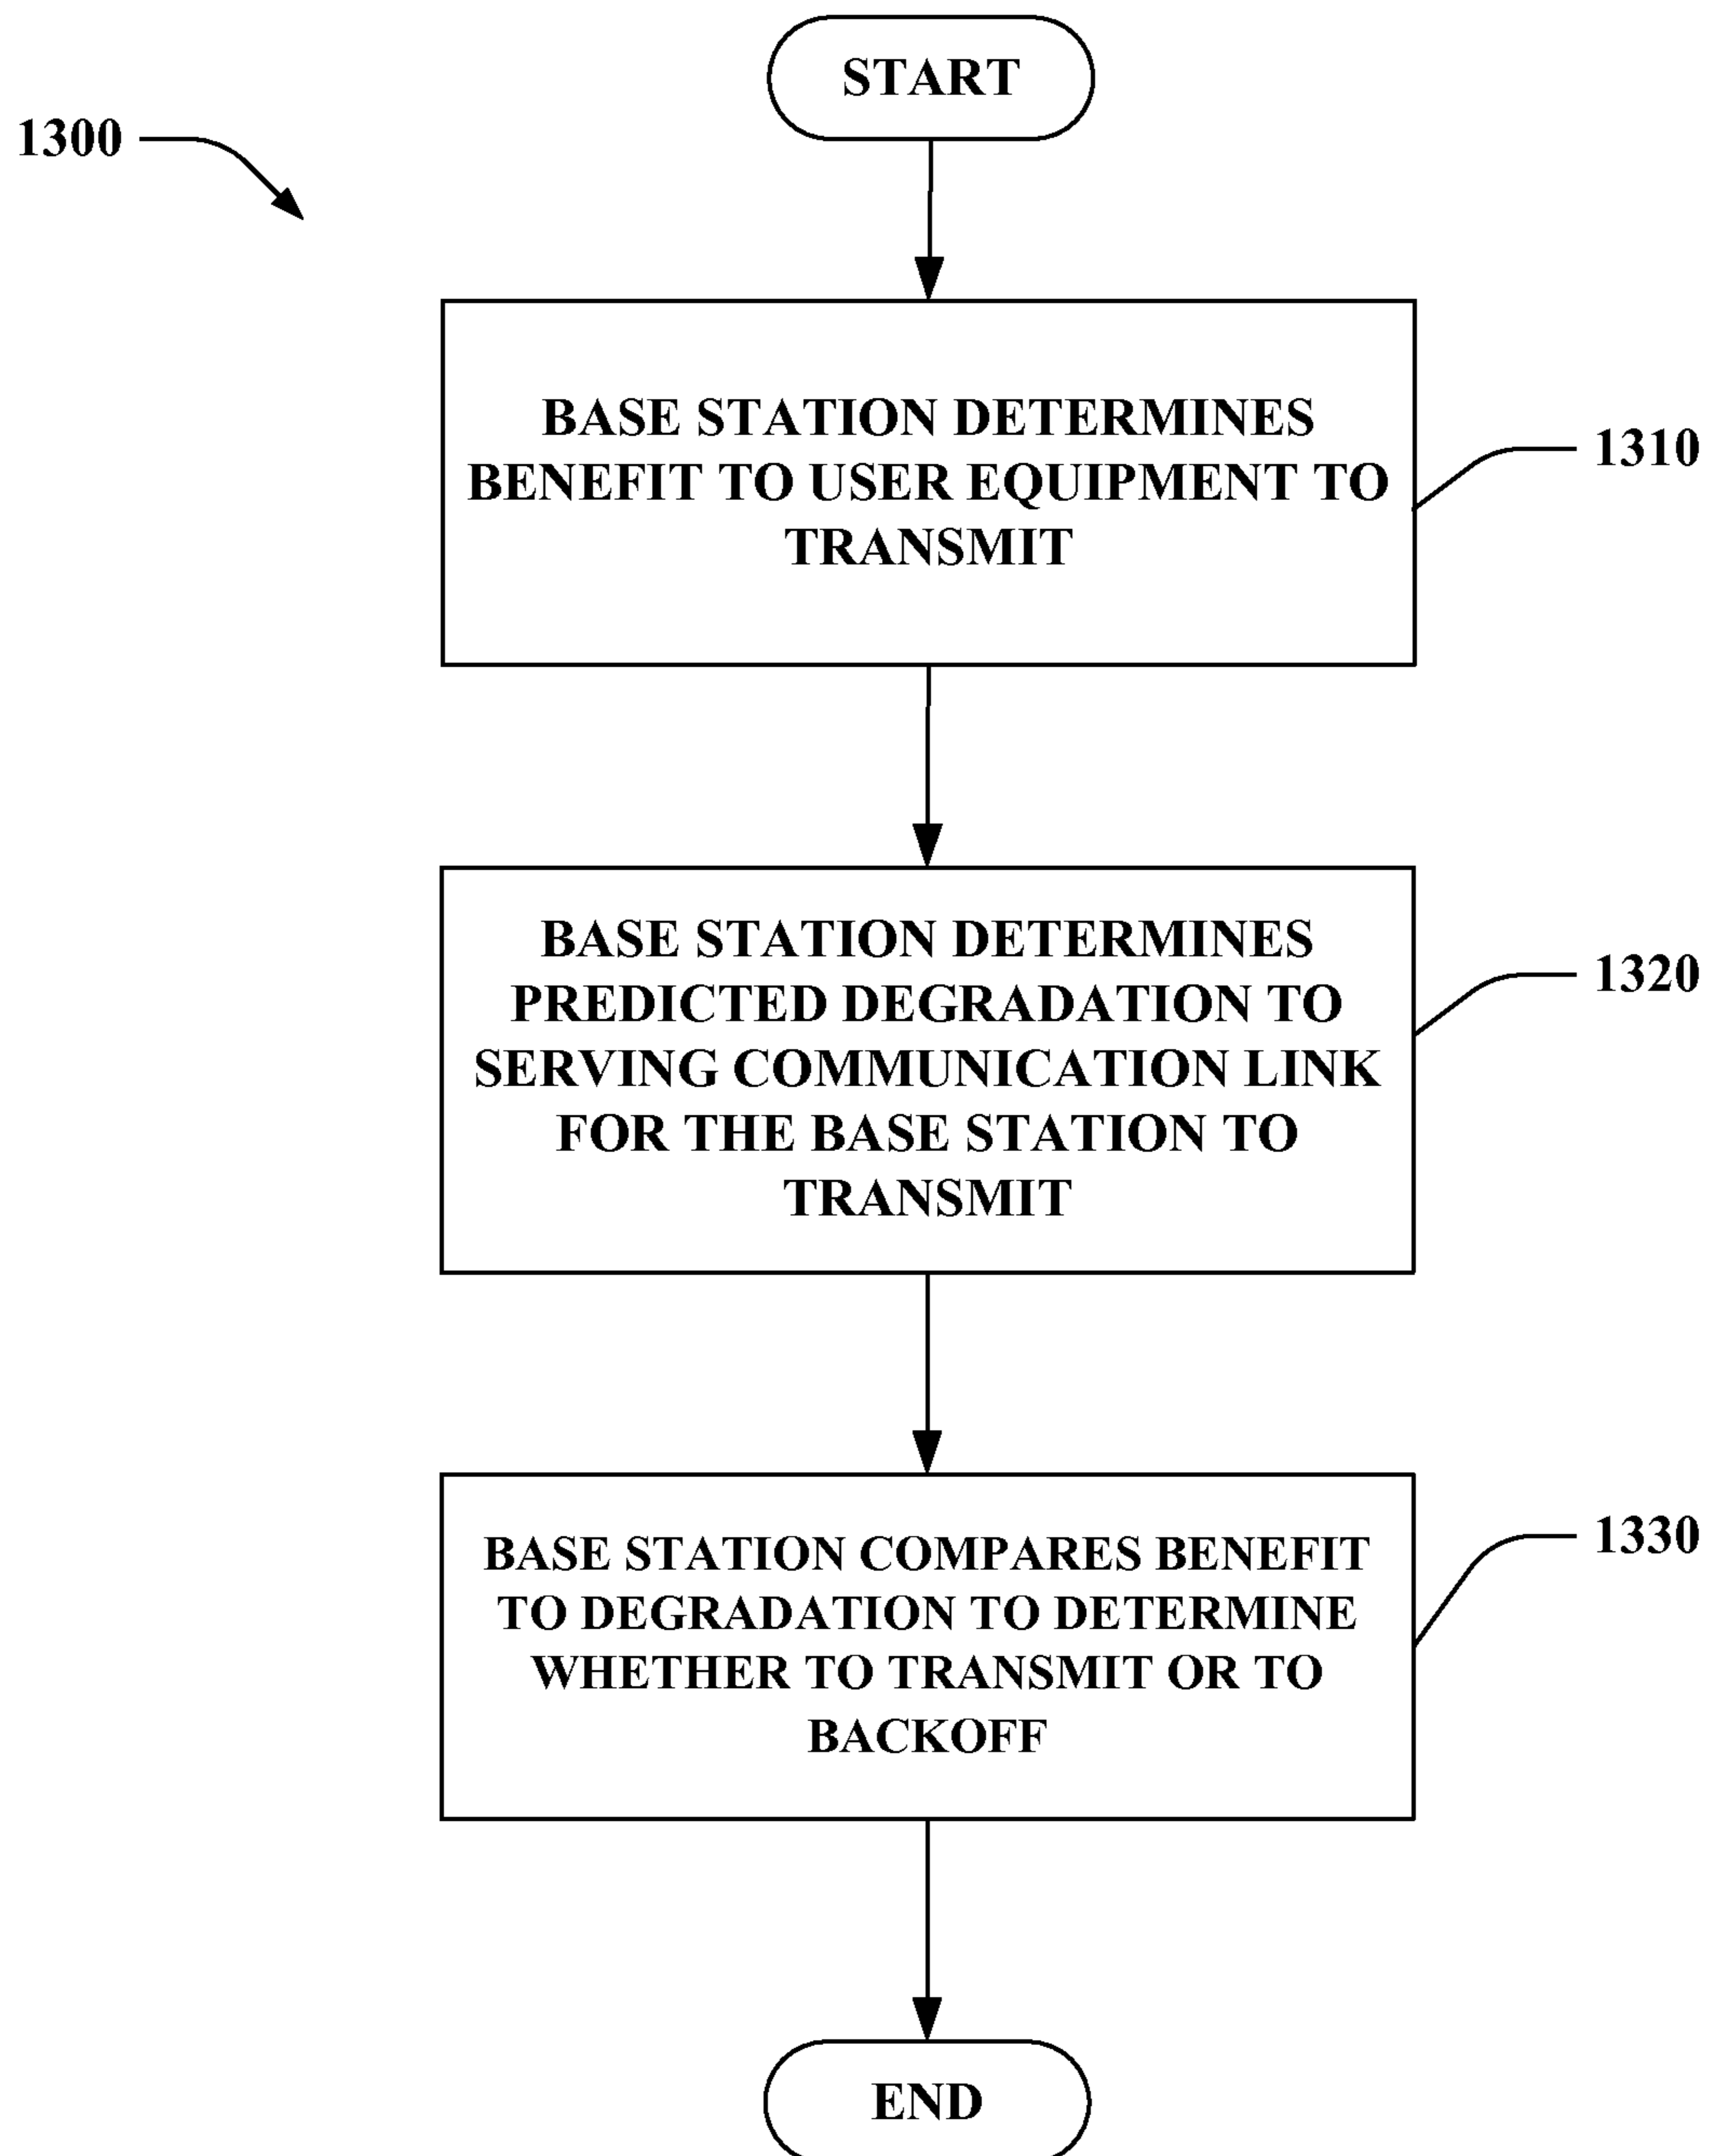 START
1300
BASE STATION DETERMINES
BENEFIT TO USER EQUIPMENT TO
TRANSMIT
1310
BASE STATION DETERMINES
PREDICTED DEGRADATION TO
SERVING COMMUNICATION LINK
FOR THE BASE STATION TO
TRANSMIT
1320
BASE STATION COMPARES BENEFIT
TO DEGRADATION TO DETERMINE
WHETHER TO TRANSMIT OR TO
BACKOFF
1330
END